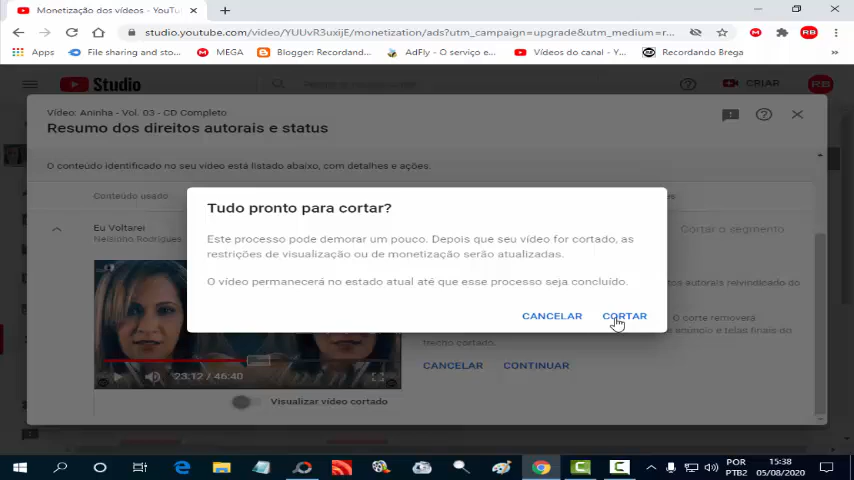 Monetização dos vídeos - YouTu
studio.youtube.com/video/YUUvR3uxijE/monetization/ads?utm_campaign=upgrade&utm_medium=r...
Apps
File sharing and sto...
MEGA
Blogger: Recordand...
AdFly - O serviço e...
Vídeos do canal - Y...
Recordando Brega
Studio
CRIAR
RB
Vídeo: Aninha - Vol. 03 - CD Completo
Resumo dos direitos autorais e status
O conteúdo identificado no seu vídeo está listado abaixo, com detalhes e ações:
Conteúdo usado
Eu Voltarei
Nelsiono Rodrigues
Cortar o segmento
Tudo pronto para cortar?
Este processo pode demorar um pouco. Depois que seu vídeo for cortado, as
restrições de visualização ou de monetização serão atualizadas.
O vídeo permanecerá no estado atual até que esse processo seja concluído.
CANCELAR CORTAR
autorais reivindicado do
O corte removerá
anúncio e telas finais do
trecho cortado.
CANCELAR CONTINUAR
23:12 / 46:40
Visualizar vídeo cortado
POR
PTB2
15:38
05/08/2020